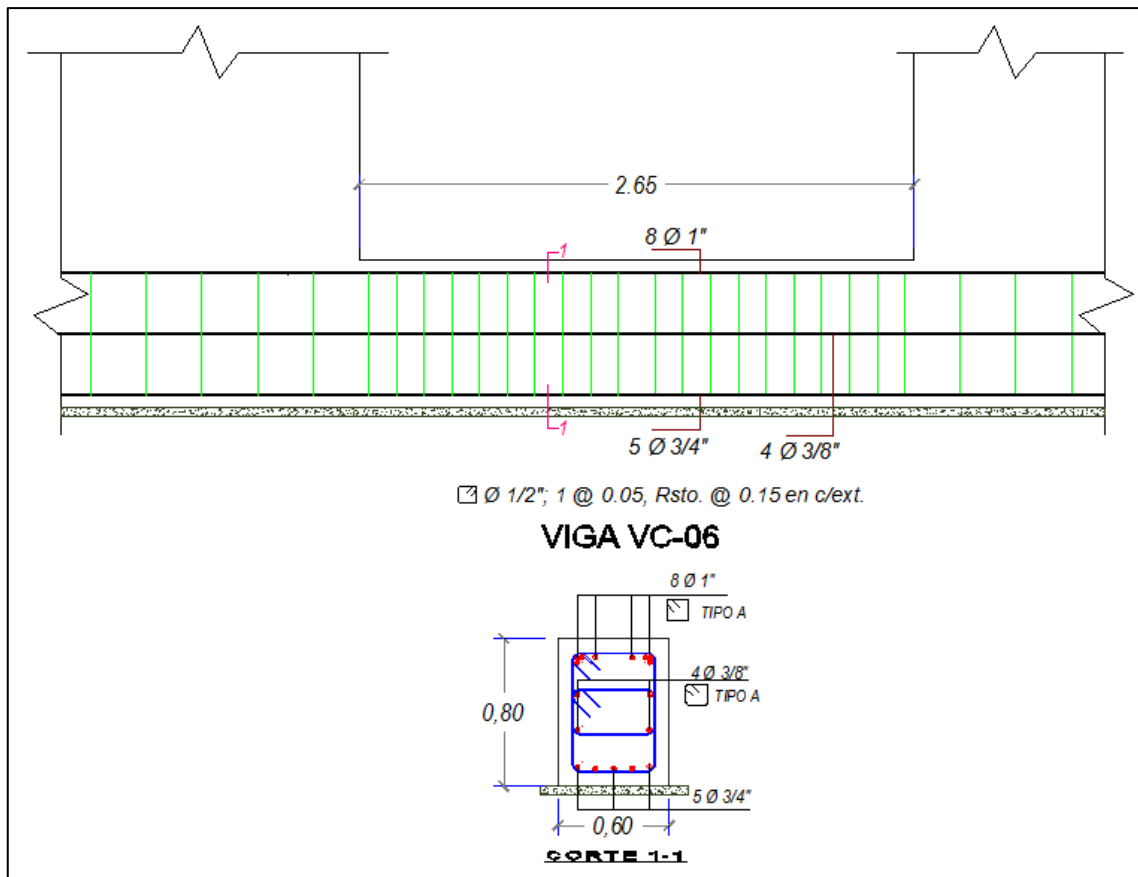 2.65
8 Ø 1"
1
1
5 Ø 3/4"
4 Ø 3/8"
Ø 1/2"; 1 @ 0.05, Rsto. @ 0.15 en c/ext.
VIGA VC-06
8 Ø 1"
TIPO A
4 Ø 3/8"
TIPO A
0,80
5 Ø 3/4"
0,60
CORTE 1-1